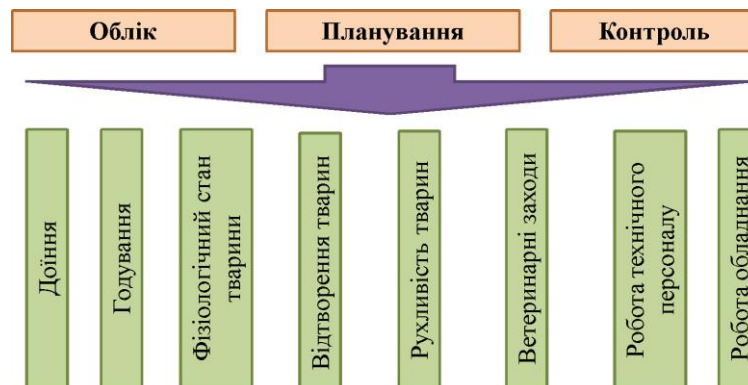 Облік
Планування
Контроль
Доїння
Годування
Фізіологічний стан
тварини
Відтворення тварин
Рухливість тварин
Ветеринарні заходи
Робота технічного
персоналу
Робота обладнання